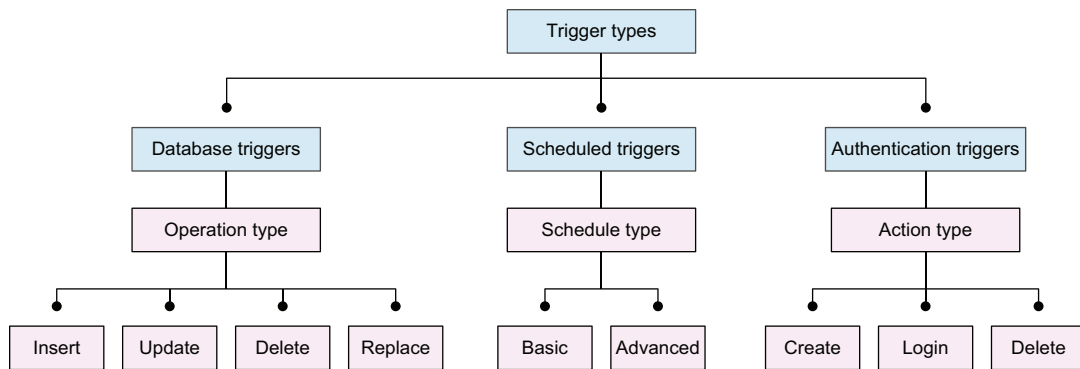 Trigger types
Database triggers
Scheduled triggers
Authentication triggers
Operation type
Schedule type
Action type
Insert
Update
Delete
Replace
Basic
Advanced
Create
Login
Delete